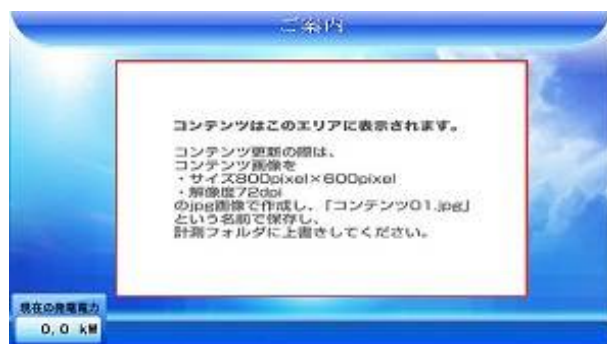 ご案内
コンテンツはこのエリアに表示されます。
コンテンツ更新の際は、
コンテンツ画像を
・サイズ800pixel×600pixel
・解像度72dpi
のjpg画像で作成し、「コンテンツ01.jpg」
という名前で保存し、
計測フォルダに上書きしてください。
現在の発電電力
0.0 kW